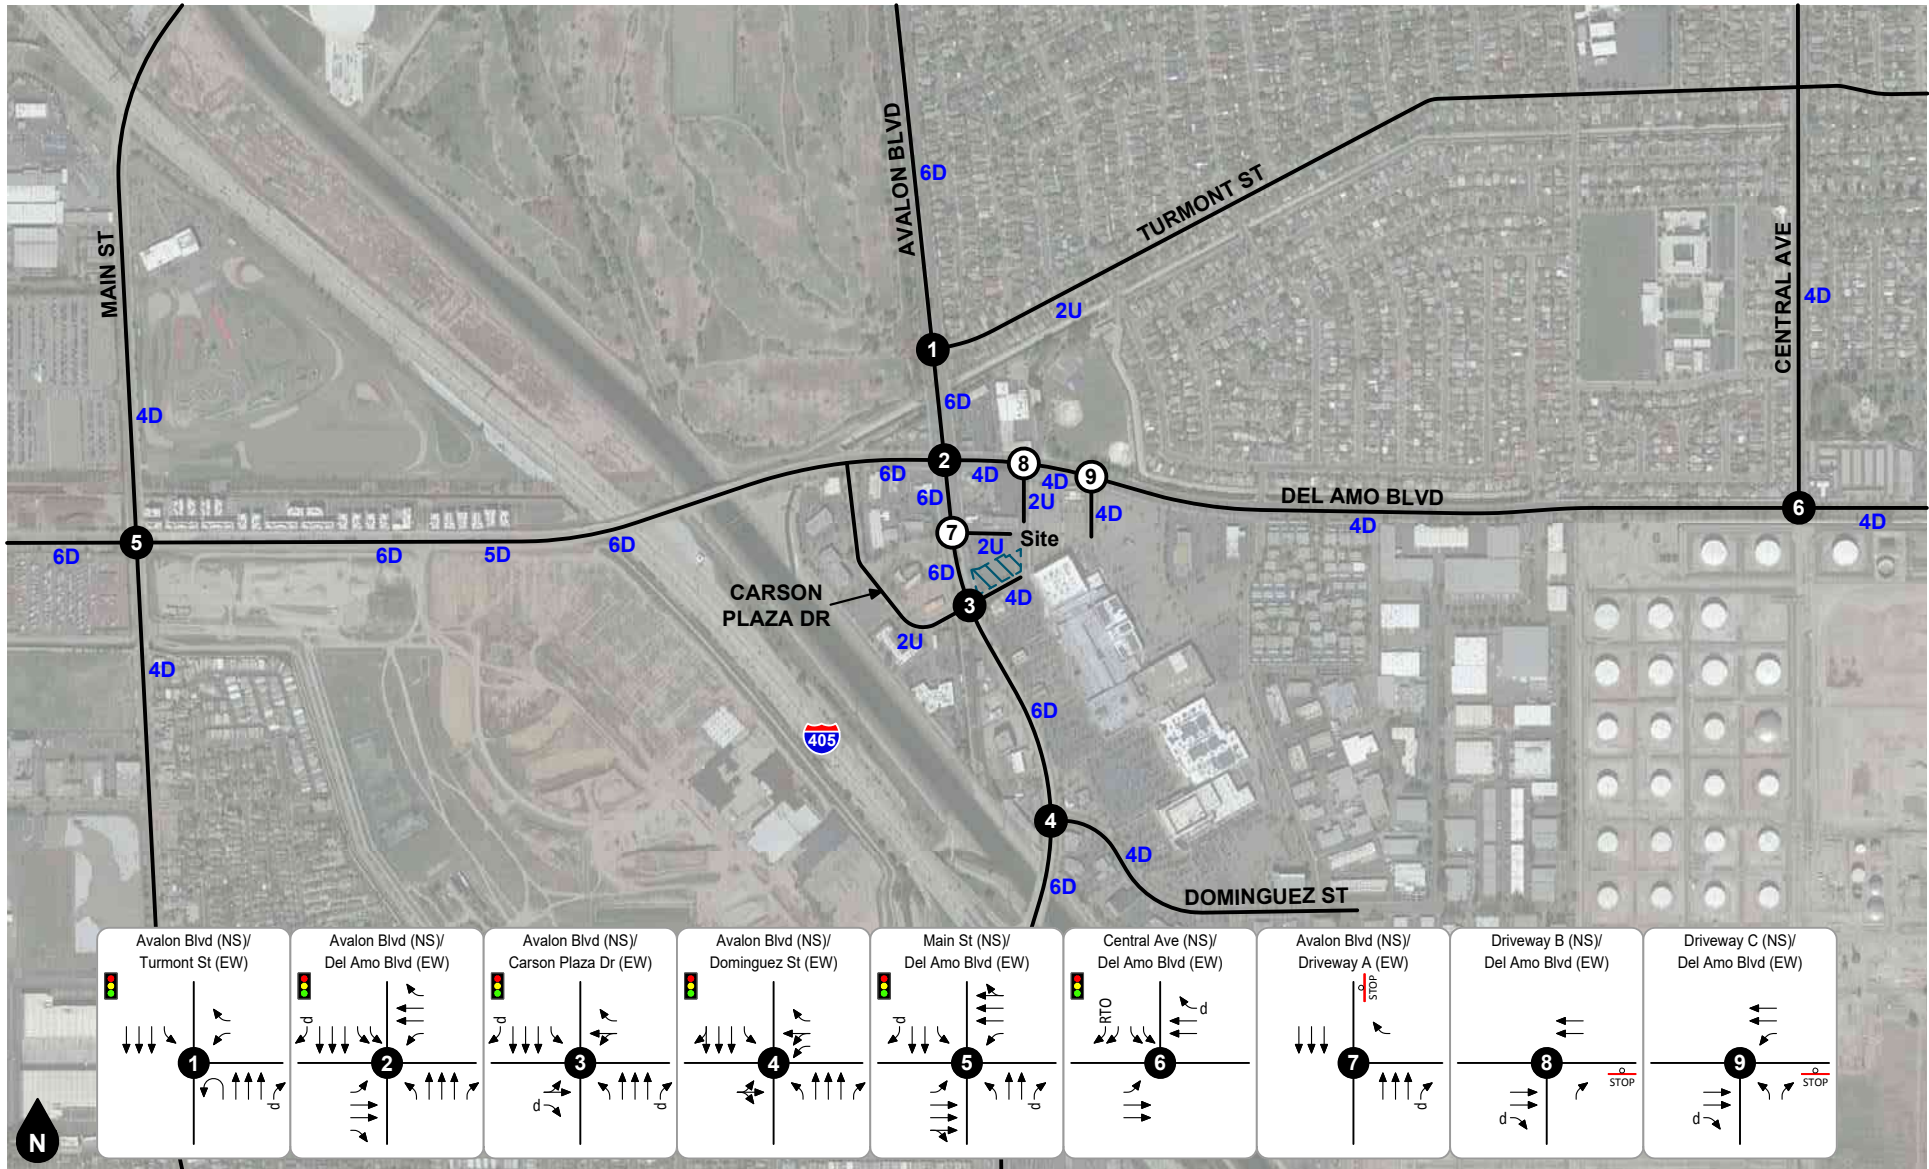 AVALON BLVD
6D
TURMONT ST
2U
MAIN ST
4D
CENTRAL AVE
4D
1
6D
2
6D
4D
8
4D
9
6D
2U
4D
DEL AMO BLVD
4D
6
4D
5
6D
6D
5D
6D
7
2U
Site
6D
4D
3
CARSON
PLAZA DR
2U
4D
6D
405
4
4D
6D
DOMINGUEZ ST
N
Avalon Blvd (NS)/
Turmont St (EW)
1
d
Avalon Blvd (NS)/
Del Amo Blvd (EW)
d
2
Avalon Blvd (NS)/
Carson Plaza Dr (EW)
d
3
d
d
Avalon Blvd (NS)/
Dominguez St (EW)
4
Main St (NS)/
Del Amo Blvd (EW)
d
5
d
Central Ave (NS)/
Del Amo Blvd (EW)
RTO
d
6
Avalon Blvd (NS)/
Driveway A (EW)
STOP
7
d
Driveway B (NS)/
Del Amo Blvd (EW)
8
STOP
d
Driveway C (NS)/
Del Amo Blvd (EW)
9
STOP
d